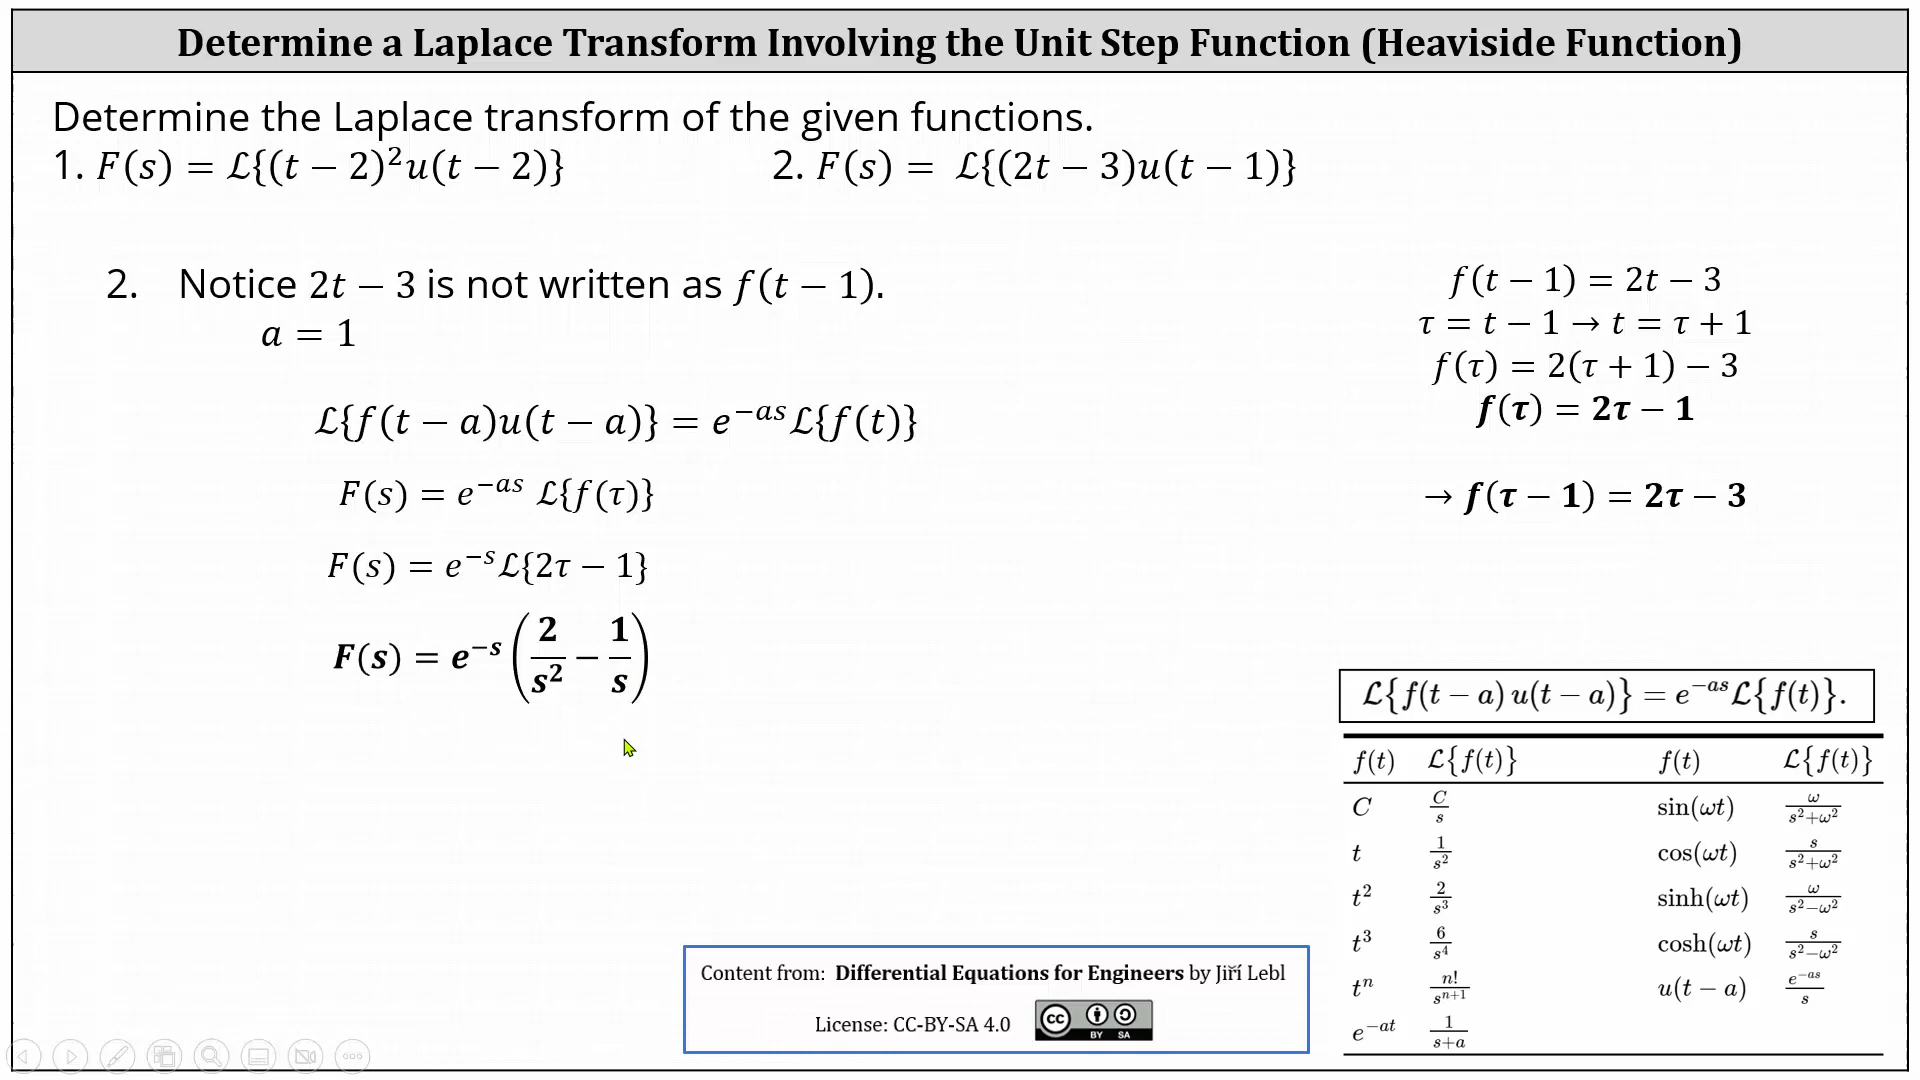 Determine a Laplace Transform Involving the Unit Step Function (Heaviside Function)
Determine the Laplace transform of the given functions.
1. F(s) = ℒ{(t − 2)²u(t − 2)}
2. F(s) = ℒ{(2t − 3)u(t − 1)}
2. Notice 2t − 3 is not written as f(t − 1).
a = 1
ℒ{f(t − a)u(t − a)} = e^{−as}ℒ{f(t)}
F(s) = e^{−as} ℒ{f(τ)}
F(s) = e^{−s}ℒ{2τ − 1}
F(s) = e^{−s}(2/s² − 1/s)
f(t − 1) = 2t − 3
τ = t − 1 → t = τ + 1
f(τ) = 2(τ + 1) − 3
f(τ) = 2τ − 1
→ f(τ − 1) = 2τ − 3
ℒ{f(t − a) u(t − a)} = e^{−as}ℒ{f(t)}.
f(t) ℒ{f(t)} f(t) ℒ{f(t)}
C C/s sin(ωt) ω/(s²+ω²)
t 1/s² cos(ωt) s/(s²+ω²)
t² 2/s³ sinh(ωt) ω/(s²−ω²)
t³ 6/s⁴ cosh(ωt) s/(s²−ω²)
tⁿ n!/s^{n+1} u(t − a) e^{−as}/s
e^{−at} 1/(s+a)
Content from: Differential Equations for Engineers by Jiří Lebl
License: CC-BY-SA 4.0
cc BY SA